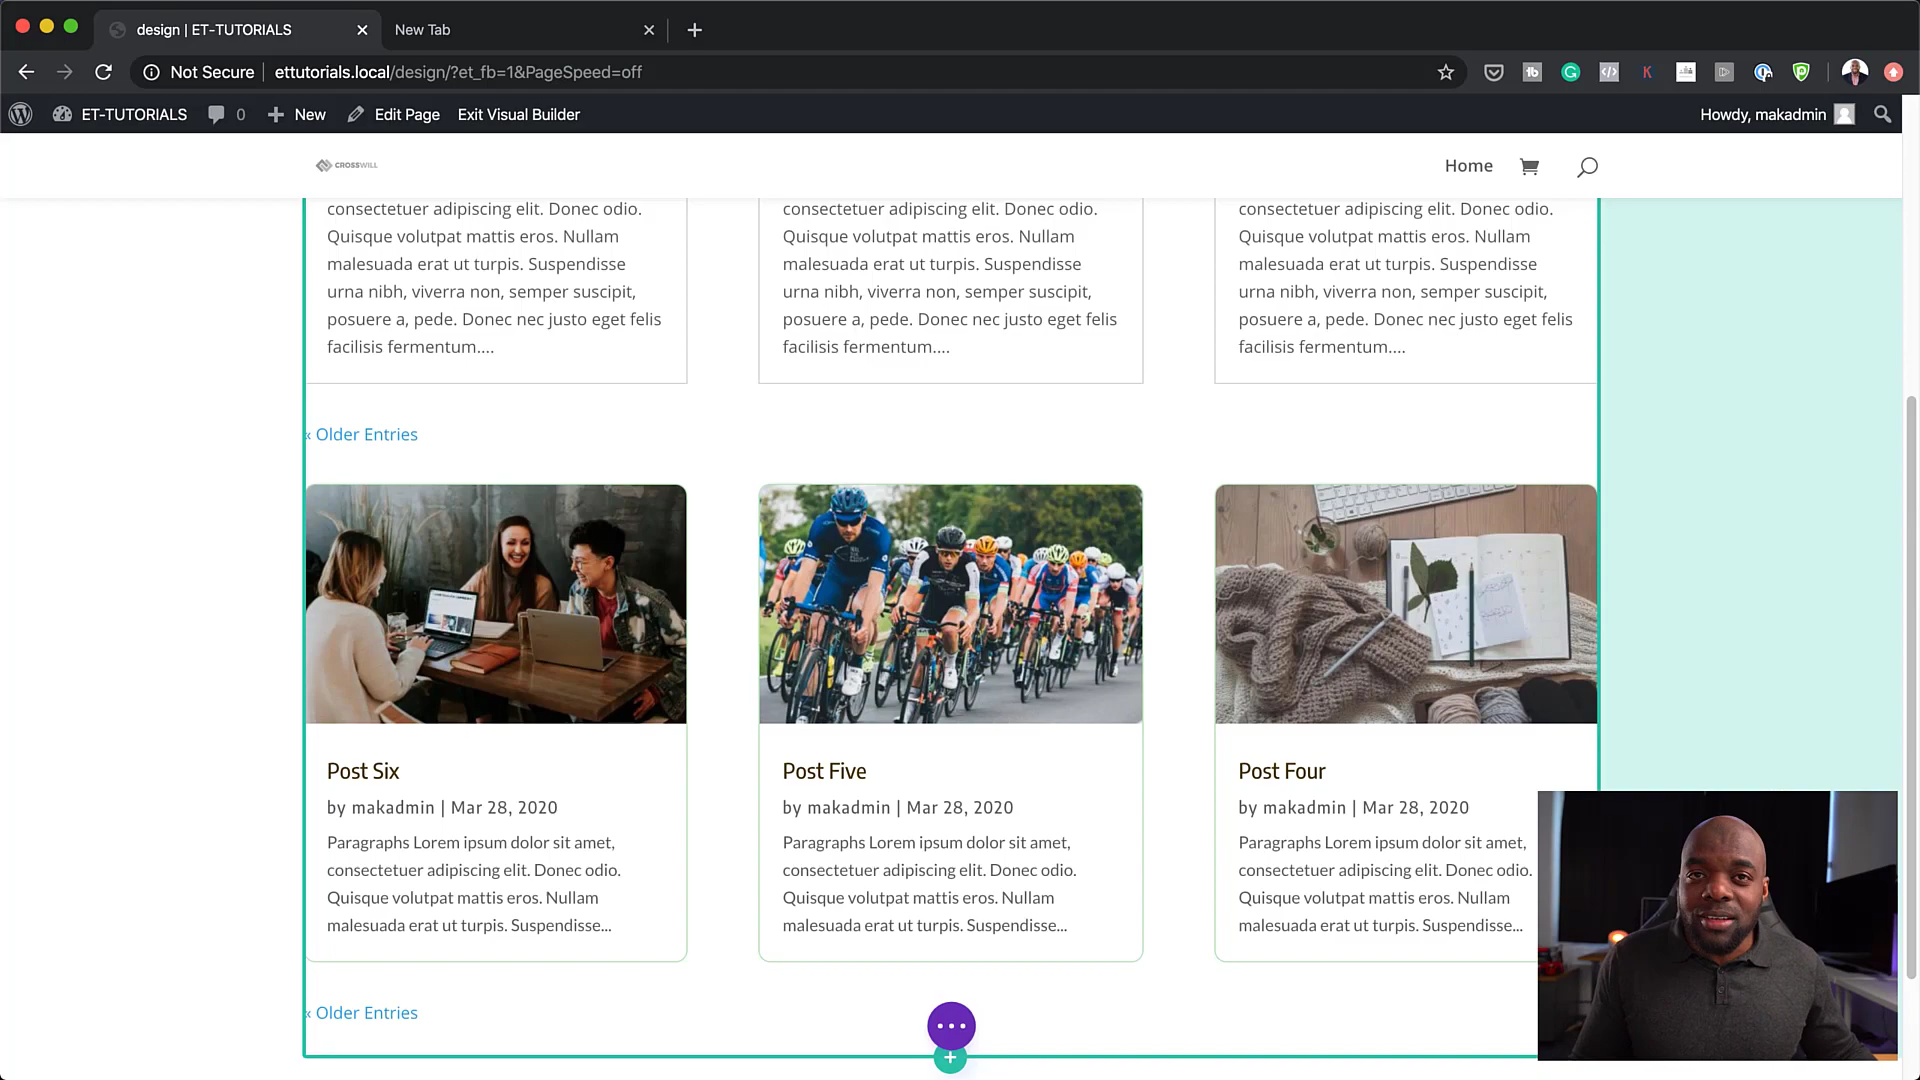 design | ET-TUTORIALS
New Tab
Not Secure
ettutorials.local/design/?et_fb=1&PageSpeed=off
ET-TUTORIALS
0
New
Edit Page
Exit Visual Builder
Howdy, makadmin
CROSSWILL
Home
consectetuer adipiscing elit. Donec odio.
Quisque volutpat mattis eros. Nullam
malesuada erat ut turpis. Suspendisse
urna nibh, viverra non, semper suscipit,
posuere a, pede. Donec nec justo eget felis
facilisis fermentum....
consectetuer adipiscing elit. Donec odio.
Quisque volutpat mattis eros. Nullam
malesuada erat ut turpis. Suspendisse
urna nibh, viverra non, semper suscipit,
posuere a, pede. Donec nec justo eget felis
facilisis fermentum....
consectetuer adipiscing elit. Donec odio.
Quisque volutpat mattis eros. Nullam
malesuada erat ut turpis. Suspendisse
urna nibh, viverra non, semper suscipit,
posuere a, pede. Donec nec justo eget felis
facilisis fermentum....
« Older Entries
Post Six
by makadmin | Mar 28, 2020
Paragraphs Lorem ipsum dolor sit amet,
consectetuer adipiscing elit. Donec odio.
Quisque volutpat mattis eros. Nullam
malesuada erat ut turpis. Suspendisse...
Post Five
by makadmin | Mar 28, 2020
Paragraphs Lorem ipsum dolor sit amet,
consectetuer adipiscing elit. Donec odio.
Quisque volutpat mattis eros. Nullam
malesuada erat ut turpis. Suspendisse...
Post Four
by makadmin | Mar 28, 2020
Paragraphs Lorem ipsum dolor sit amet,
consectetuer adipiscing elit. Donec odio.
Quisque volutpat mattis eros. Nullam
malesuada erat ut turpis. Suspendisse...
« Older Entries